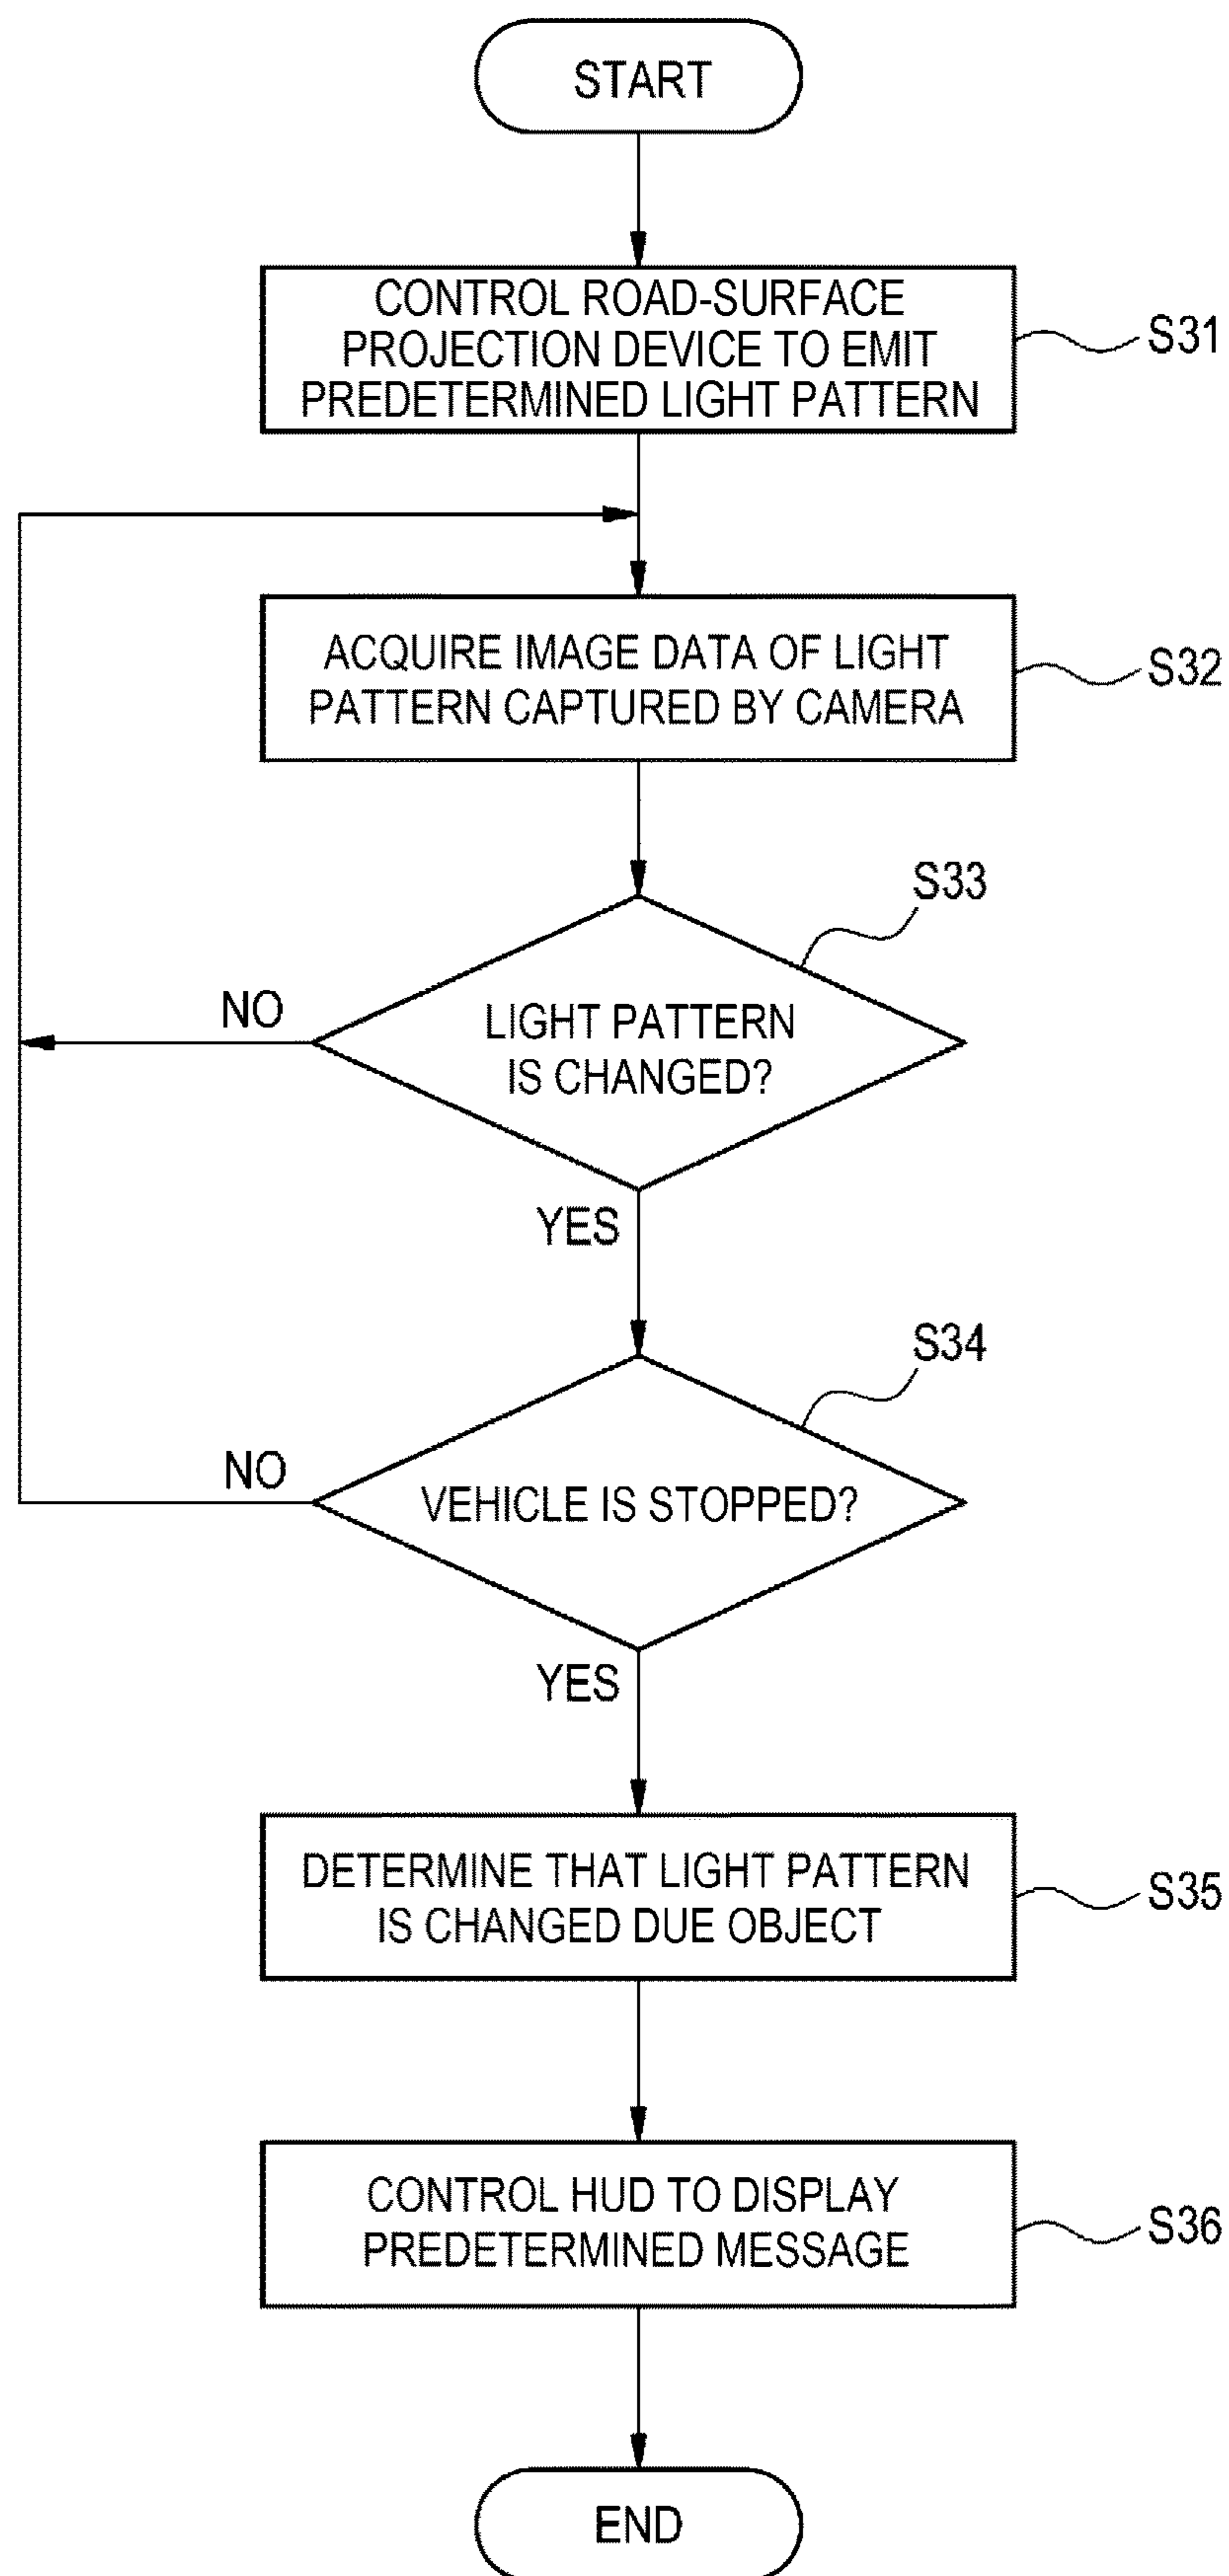 START
CONTROL ROAD-SURFACE
PROJECTION DEVICE TO EMIT
PREDETERMINED LIGHT PATTERN
S31
ACQUIRE IMAGE DATA OF LIGHT
PATTERN CAPTURED BY CAMERA
S32
S33
LIGHT PATTERN
IS CHANGED?
NO
YES
S34
VEHICLE IS STOPPED?
NO
YES
DETERMINE THAT LIGHT PATTERN
IS CHANGED DUE OBJECT
S35
CONTROL HUD TO DISPLAY
PREDETERMINED MESSAGE
S36
END